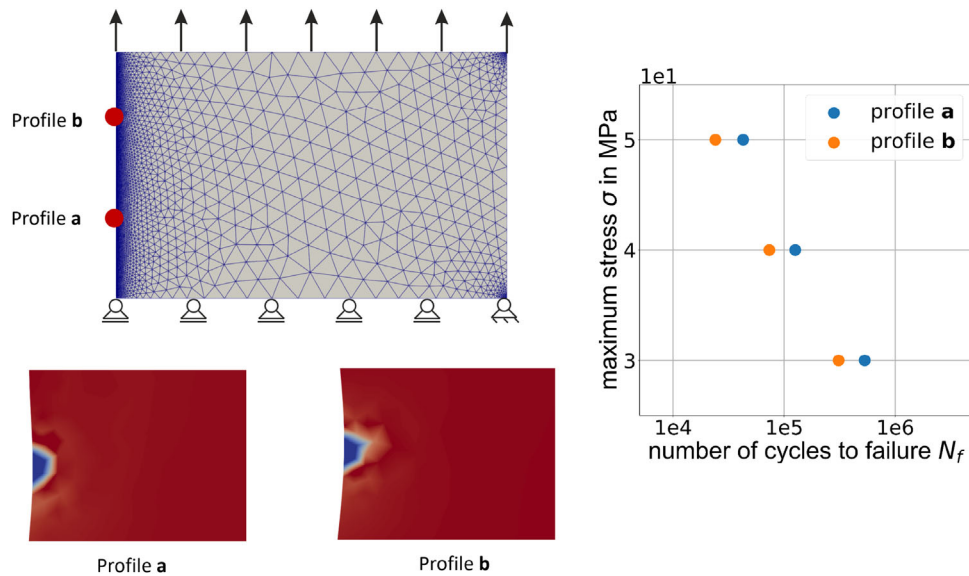 Profile b
Profile a
Profile a
Profile b
1e1
profile a
profile b
5
4
3
maximum stress σ in MPa
1e4
1e5
1e6
number of cycles to failure N_f